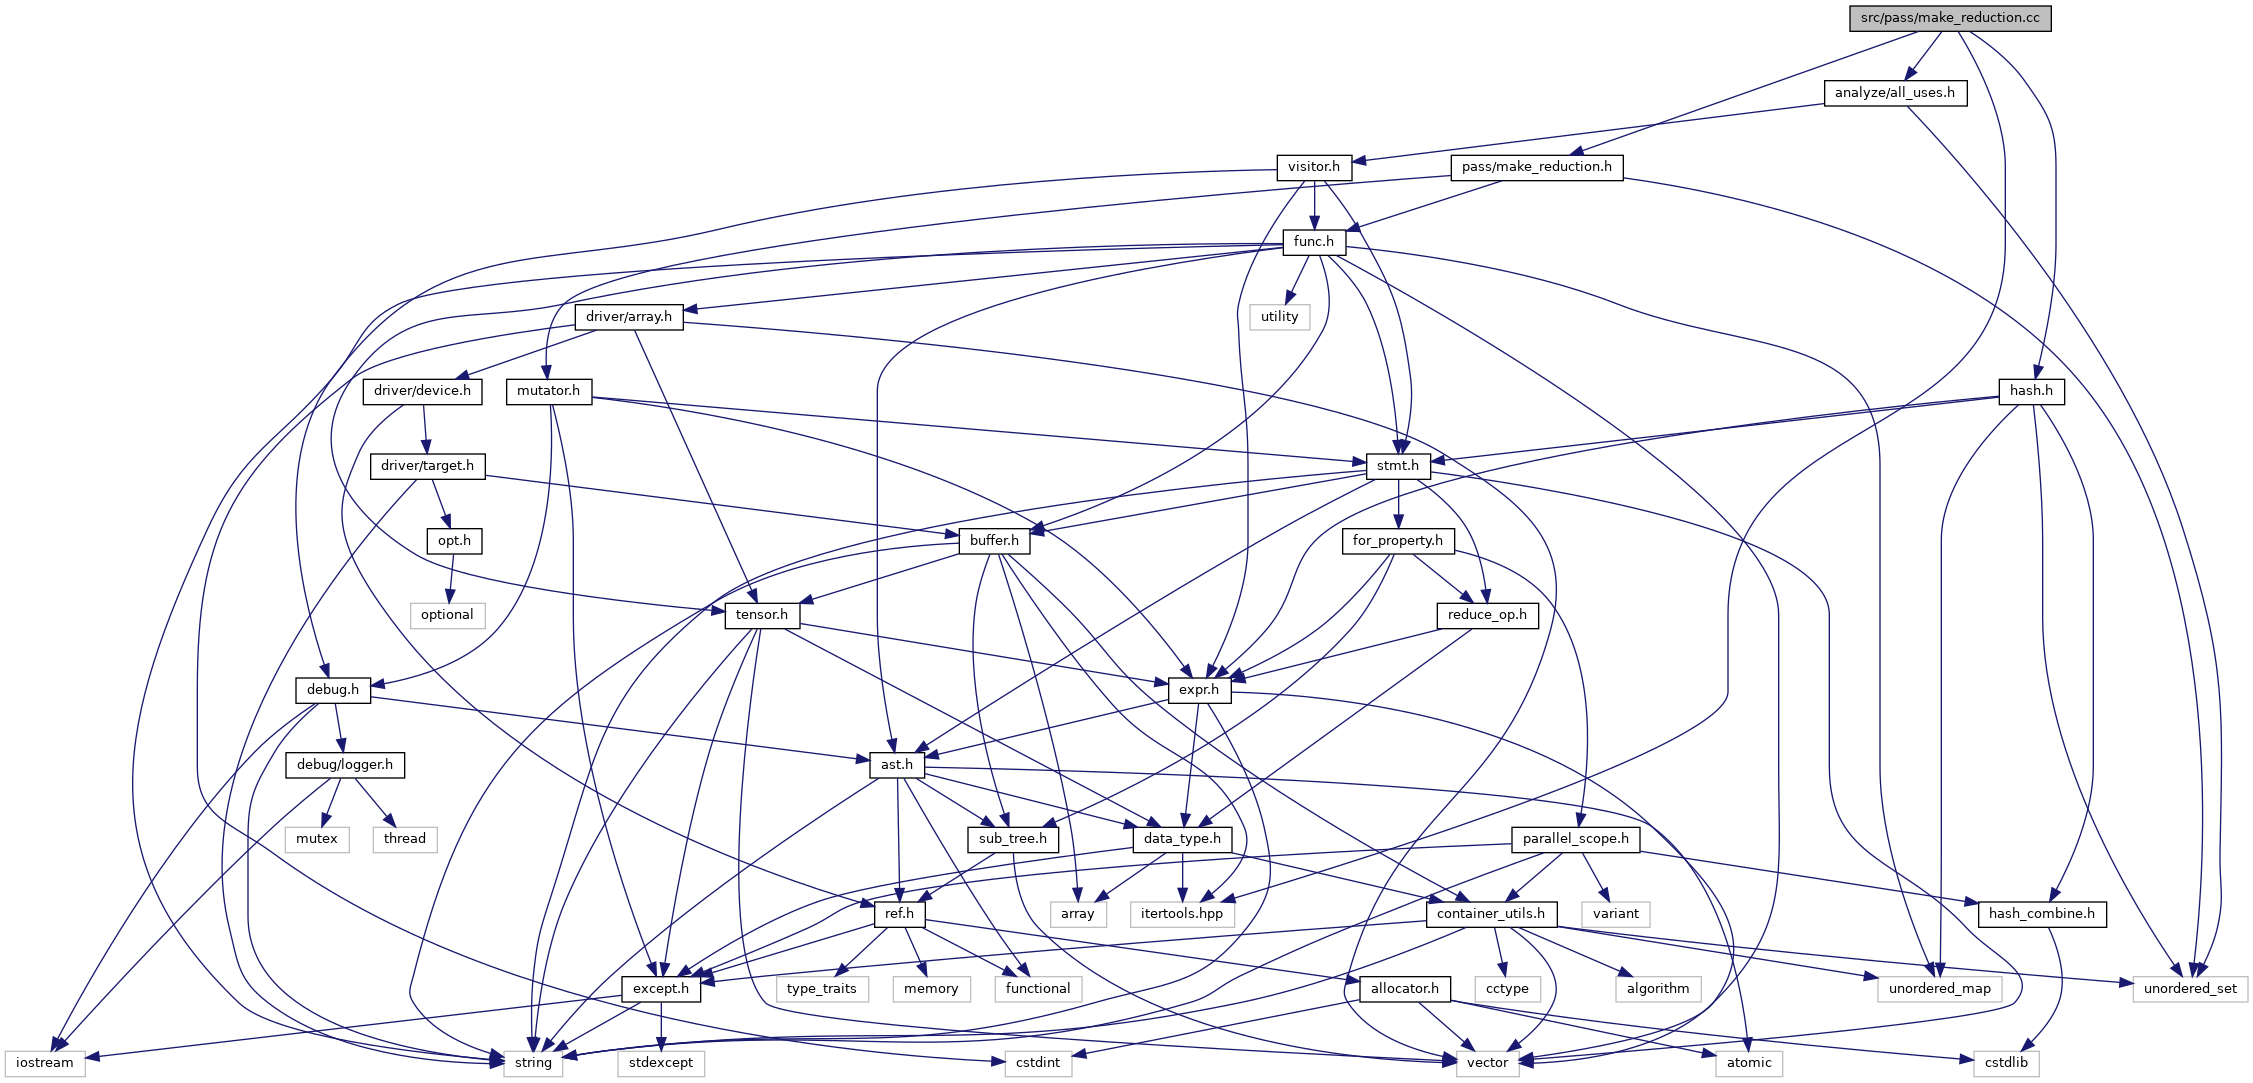 src/pass/make_reduction.cc
analyze/all_uses.h
visitor.h
pass/make_reduction.h
func.h
driver/array.h
utility
driver/device.h
mutator.h
hash.h
driver/target.h
stmt.h
opt.h
buffer.h
for_property.h
optional
tensor.h
reduce_op.h
debug.h
expr.h
debug/logger.h
ast.h
mutex
thread
sub_tree.h
data_type.h
parallel_scope.h
ref.h
array
itertools.hpp
container_utils.h
variant
hash_combine.h
except.h
type_traits
memory
functional
allocator.h
cctype
algorithm
unordered_map
unordered_set
iostream
string
stdexcept
cstdint
vector
atomic
cstdlib